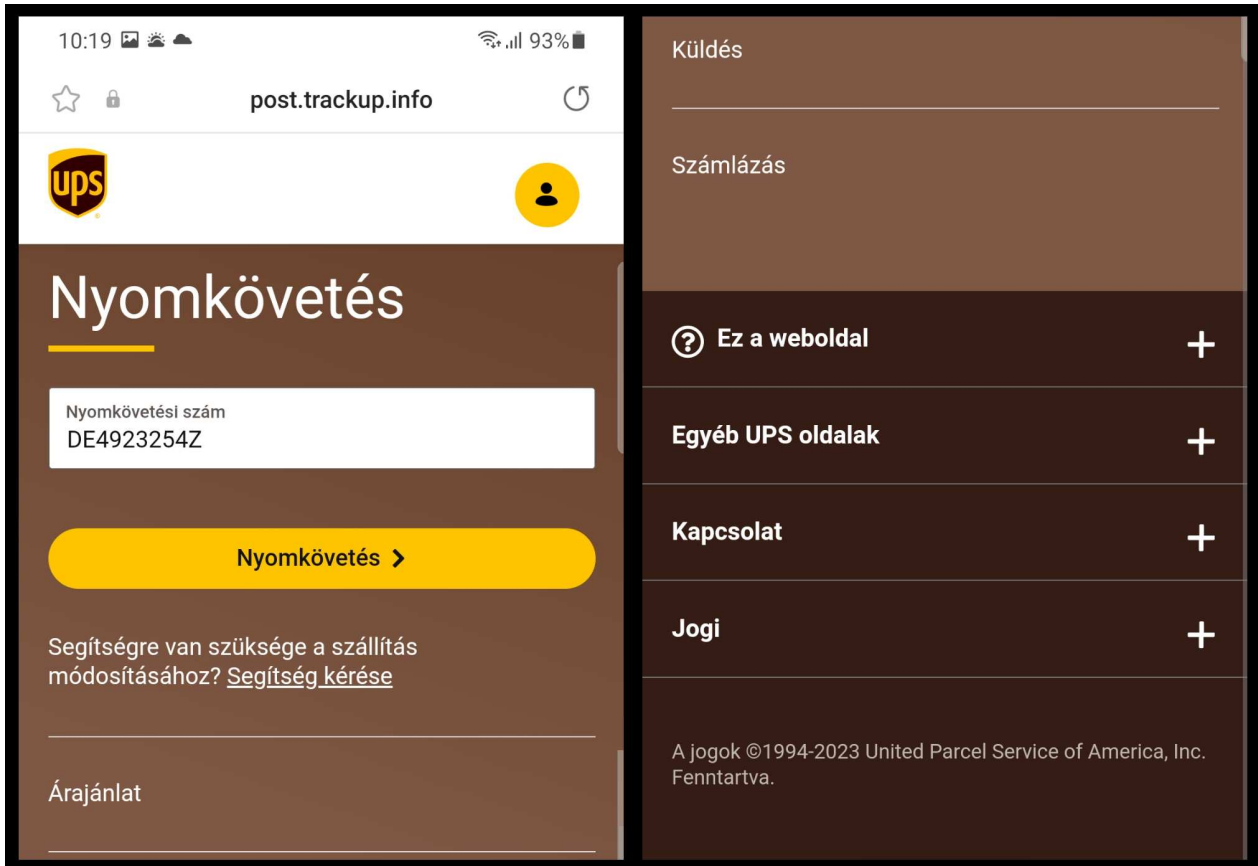 10:19
93%
post.trackup.info
ups
Nyomkövetés
Nyomkövetési szám
DE4923254Z
Nyomkövetés
Segítségre van szüksége a szállítás
módosításához? Segítség kérése
Árajánlat
Küldés
Számlázás
Ez a weboldal
Egyéb UPS oldalak
Kapcsolat
Jogi
A jogok ©1994-2023 United Parcel Service of America, Inc.
Fenntartva.